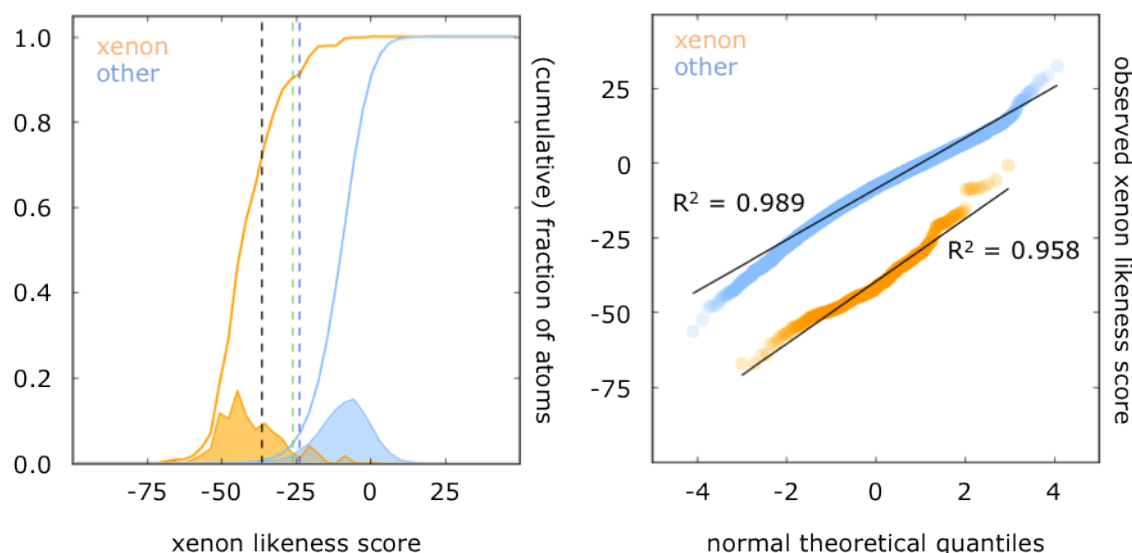 xenon
other
1.0
0.8
0.6
0.4
0.2
0.0
-75
-50
-25
0
25
xenon likeness score
(cumulative) fraction of atoms
xenon
other
R² = 0.989
R² = 0.958
25
0
-25
-50
-75
-4
-2
0
2
4
normal theoretical quantiles
observed xenon likeness score